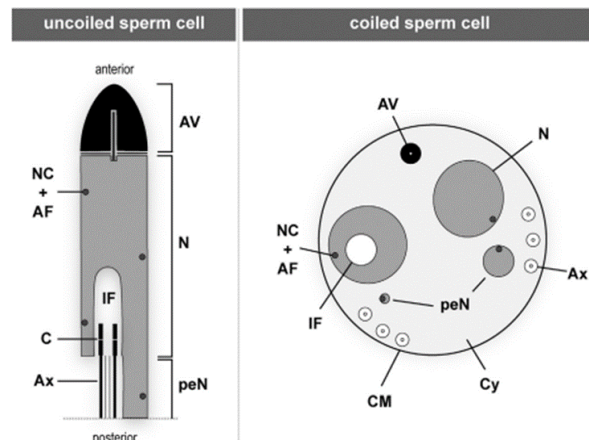 uncoiled sperm cell
coiled sperm cell
anterior
AV
NC
+
AF
N
IF
C
Ax
peN
posterior
AV
N
NC
+
AF
IF
peN
Ax
CM
Cy